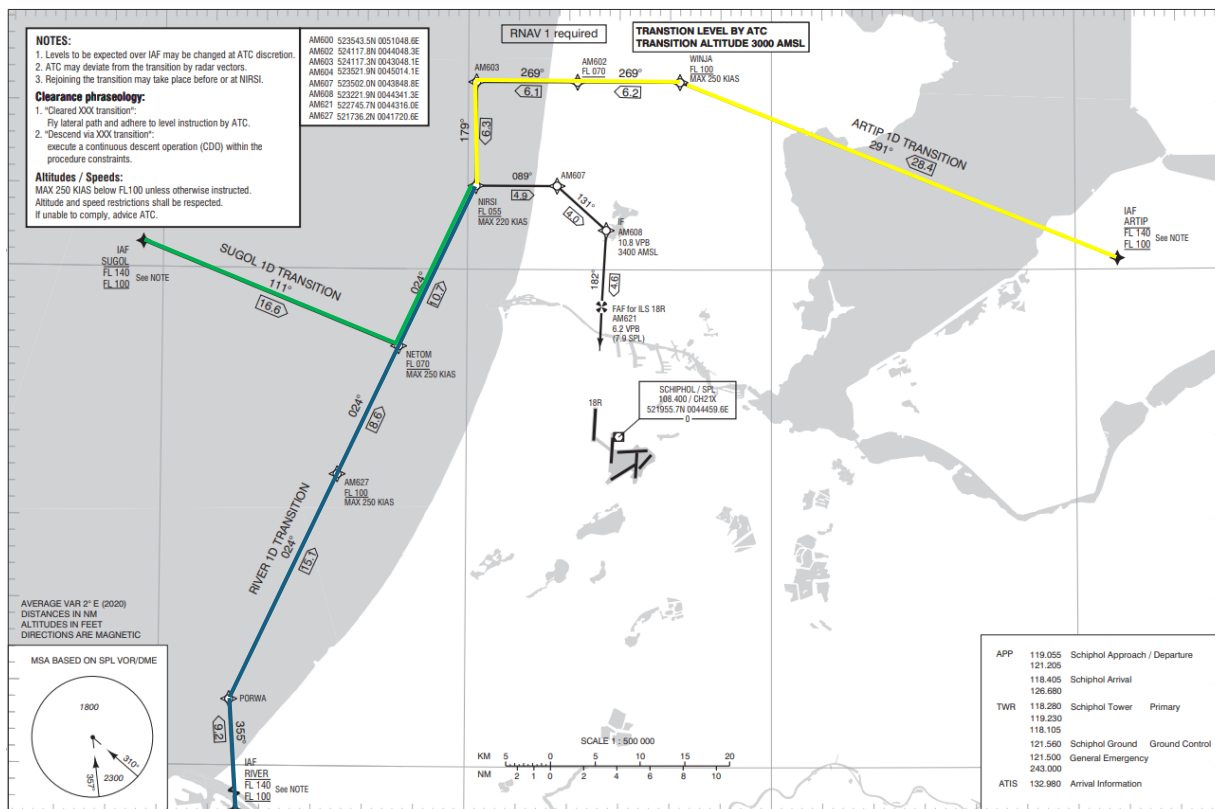 NOTES:
1. Levels to be expected over IAF may be changed at ATC discretion.
2. ATC may deviate from the transition by radar vectors.
3. Rejoining the transition may take place before or at NIRSI.
Clearance phraseology:
1. "Cleared XXX transition":
Fly lateral path and adhere to level instruction by ATC.
2. "Descend via XXX transition":
execute a continuous descent operation (CDO) within the
procedure constraints.
Altitudes / Speeds:
MAX 250 KIAS below FL100 unless otherwise instructed.
Altitude and speed restrictions shall be respected.
If unable to comply, advice ATC.
AM600 523543.5N 0051048.6E
AM602 524117.8N 0044048.3E
AM603 524117.3N 0043048.1E
AM604 523521.9N 0045014.1E
AM607 523502.0N 0043848.8E
AM608 523221.9N 0044341.3E
AM621 522745.7N 0044316.0E
AM627 521736.2N 0041720.6E
RNAV 1 required
TRANSTION LEVEL BY ATC
TRANSITION ALTITUDE 3000 AMSL
AM603
269°
6.1
AM602
FL 070
269°
6.2
WINJA
FL 100
MAX 250 KIAS
179°
6.3
ARTIP 1D TRANSITION
291°
28.4
IAF
ARTIP
FL 140
FL 100
See NOTE
089°
4.9
AM607
NIRSI
FL 055
MAX 220 KIAS
131°
4.0
IF
AM608
10.8 VPB
3400 AMSL
182°
4.6
FAF for ILS 18R
AM621
6.2 VPB
(7.9 SPL)
IAF
SUGOL
FL 140
FL 100
See NOTE
SUGOL 1D TRANSITION
111°
16.6
024°
10.7
NETOM
FL 070
MAX 250 KIAS
024°
8.6
SCHIPHOL / SPL
108.400 / CH21X
521955.7N 0044459.6E
0
18R
AM627
FL 100
MAX 250 KIAS
RIVER 1D TRANSITION
024°
15.1
AVERAGE VAR 2° E (2020)
DISTANCES IN NM
ALTITUDES IN FEET
DIRECTIONS ARE MAGNETIC
MSA BASED ON SPL VOR/DME
1800
310°
357°
2300
PORWA
9.2
355°
IAF
RIVER
FL 140
FL 100
See NOTE
SCALE 1 : 500 000
KM 5 0 5 10 15 20
NM 2 1 0 2 4 6 8 10
APP 119.055 Schiphol Approach / Departure
121.205
118.405 Schiphol Arrival
126.680
TWR 118.280 Schiphol Tower Primary
119.230
118.105
121.560 Schiphol Ground Ground Control
121.500 General Emergency
243.000
ATIS 132.980 Arrival Information